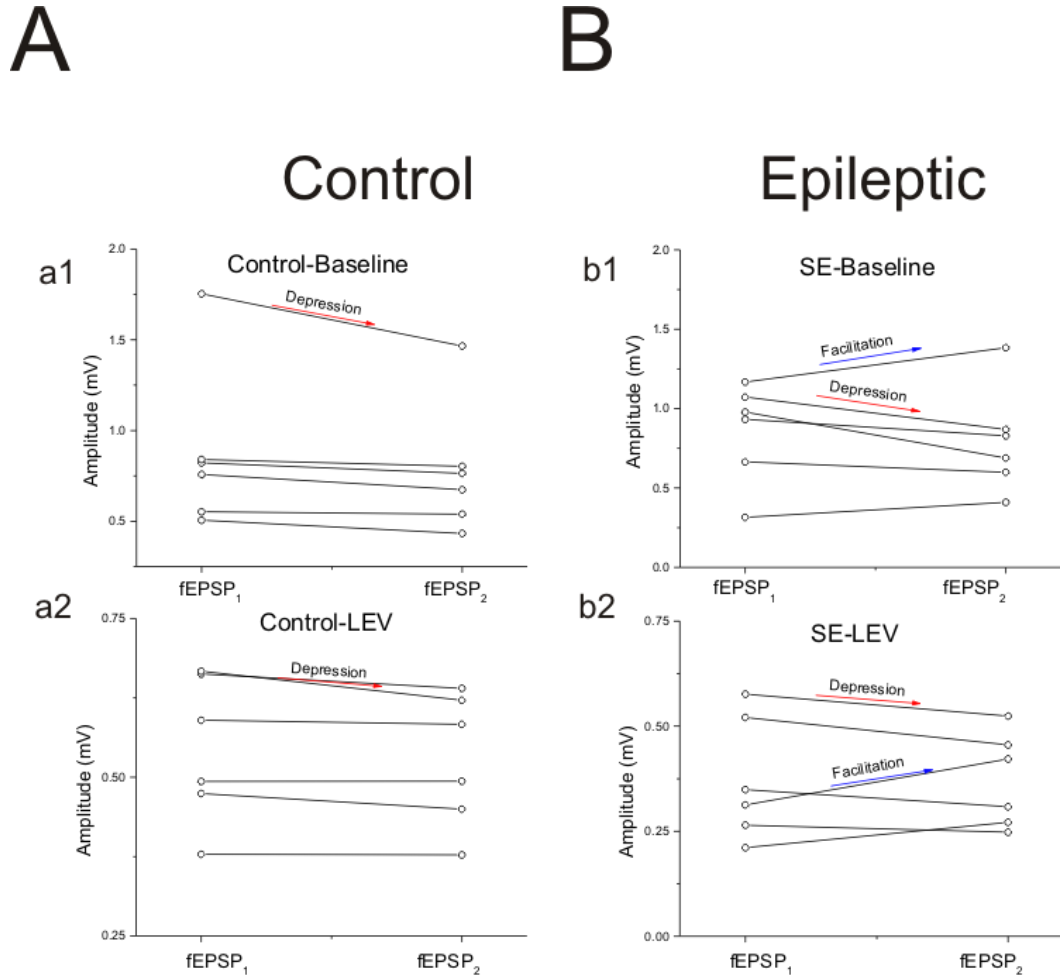 A
B
Control
Epileptic
a1
Control-Baseline
Depression
Amplitude (mV)
2.0
1.5
1.0
0.5
fEPSP1
fEPSP2
b1
SE-Baseline
Facilitation
Depression
Amplitude (mV)
2.0
1.5
1.0
0.5
0.0
fEPSP1
fEPSP2
a2
Control-LEV
Depression
Amplitude (mV)
0.75
0.50
0.25
fEPSP1
fEPSP2
b2
SE-LEV
Depression
Facilitation
Amplitude (mV)
0.75
0.50
0.25
0.00
fEPSP1
fEPSP2